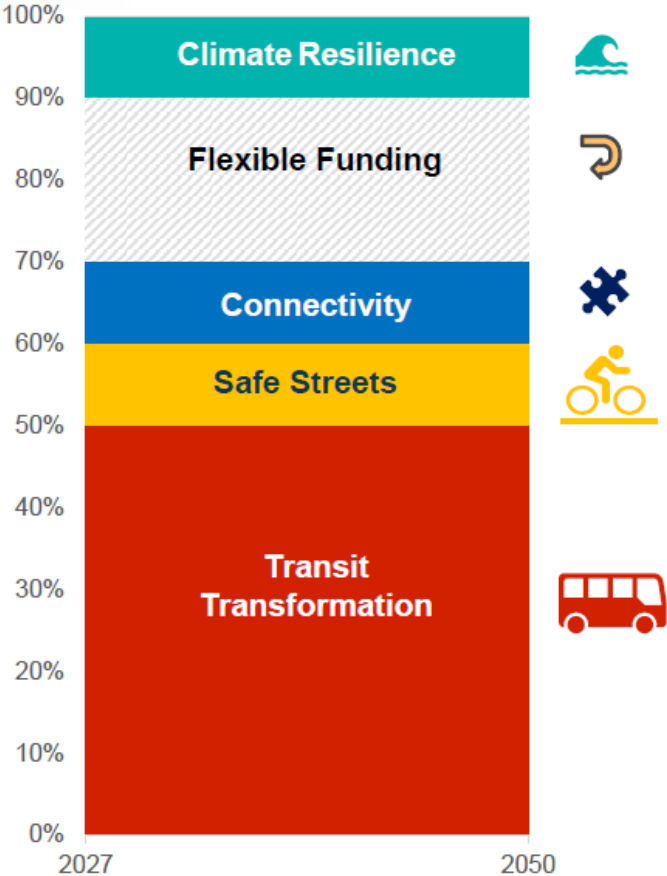 100%
Climate Resilience
90%
Flexible Funding
80%
70%
Connectivity
60%
Safe Streets
50%
40%
Transit
30%
Transformation
20%
10%
0%
2027 2050